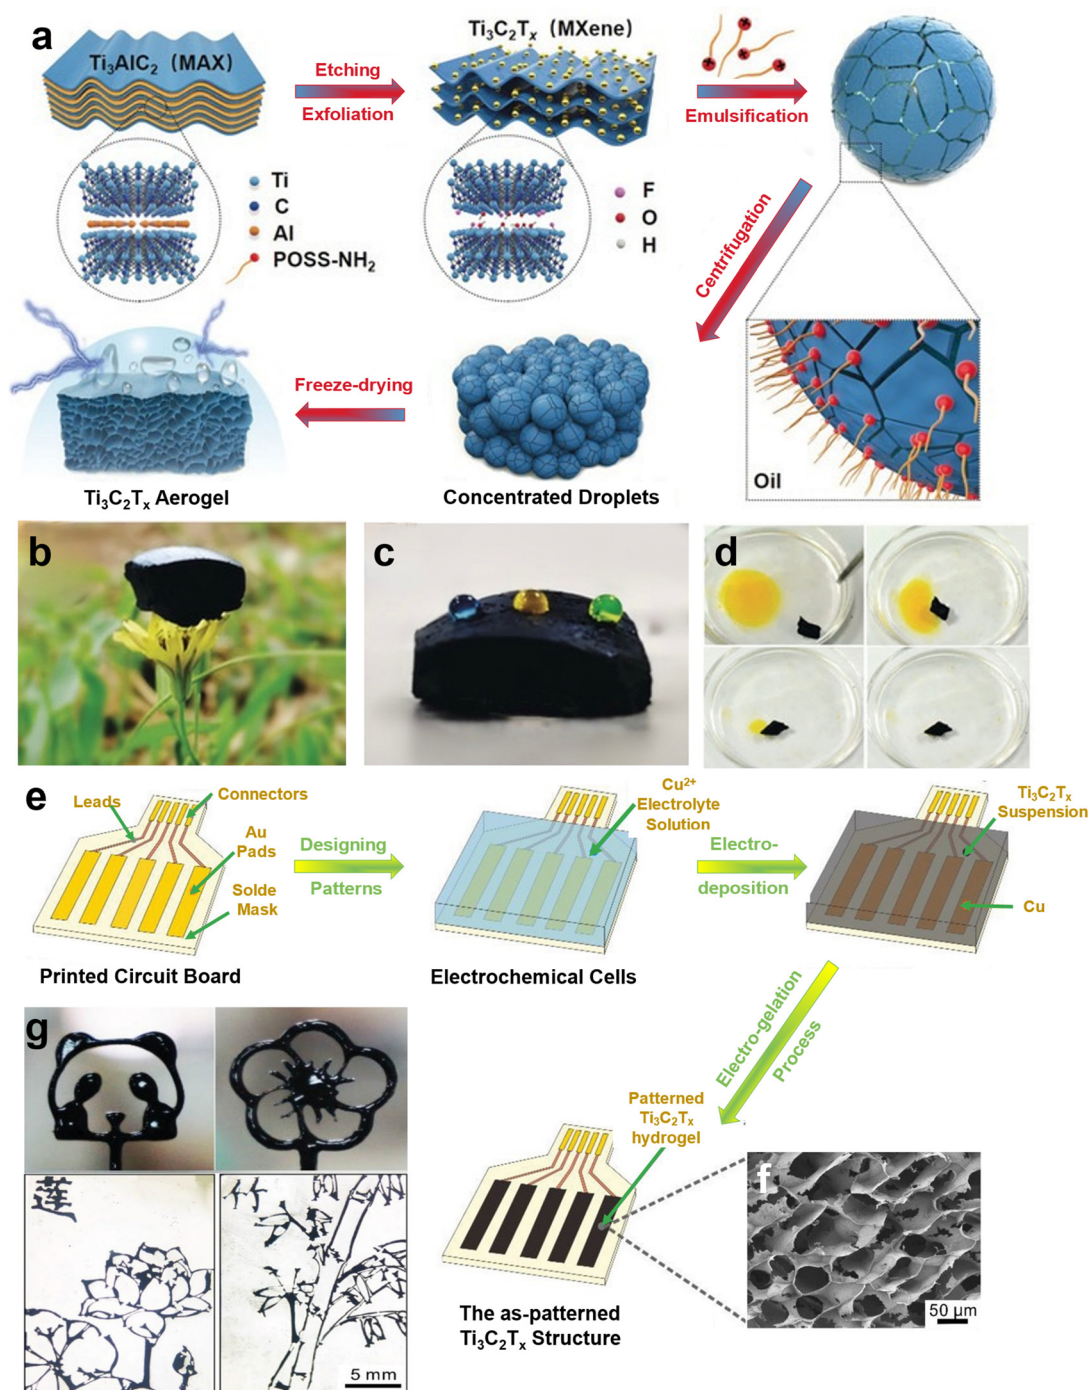 a
Ti₃AlC₂ (MAX)
Etching
Exfoliation
Ti₃C₂Tₓ (MXene)
Emulsification
Ti
C
Al
POSS-NH₂
F
O
H
Centrifugation
Freeze-drying
Oil
Ti₃C₂Tₓ Aerogel
Concentrated Droplets
b
c
d
e
Leads
Connectors
Au
Pads
Solde
Mask
Printed Circuit Board
Designing
Patterns
Cu²⁺
Electrolyte
Solution
Electrochemical Cells
Electro-
deposition
Ti₃C₂Tₓ
Suspension
Cu
Electro-gelation
Process
g
莲
竹
5 mm
Patterned
Ti₃C₂Tₓ
hydrogel
The as-patterned
Ti₃C₂Tₓ Structure
f
50 µm